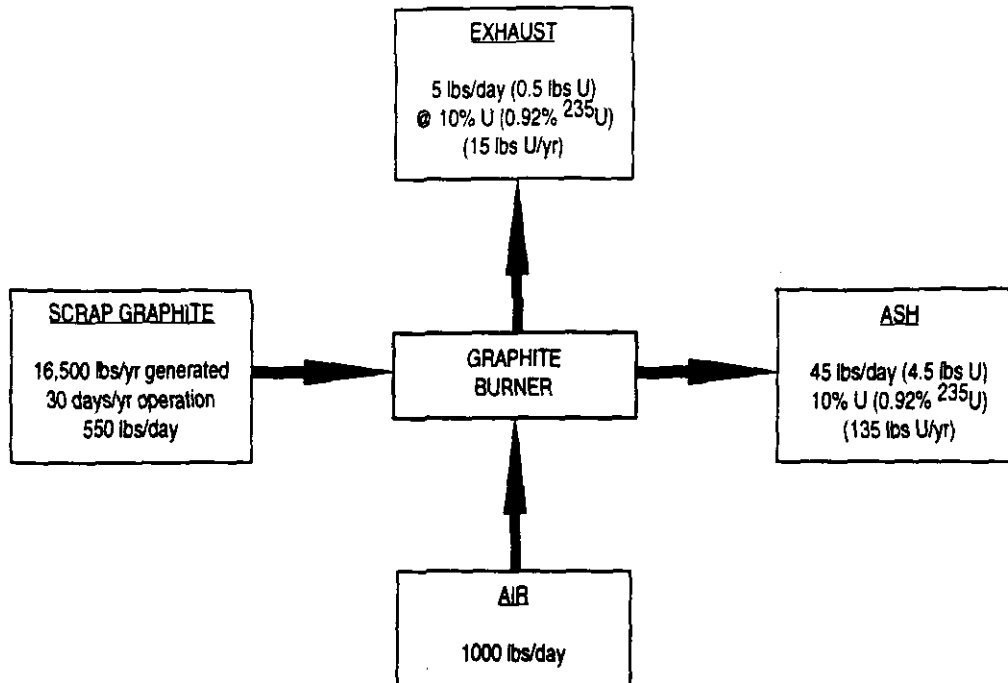 EXHAUST
5 lbs/day (0.5 lbs U)
@ 10% U (0.92% ²³⁵U)
(15 lbs U/yr)
SCRAP GRAPHITE
16,500 lbs/yr generated
30 days/yr operation
550 lbs/day
GRAPHITE
BURNER
ASH
45 lbs/day (4.5 lbs U)
10% U (0.92% ²³⁵U)
(135 lbs U/yr)
AIR
1000 lbs/day